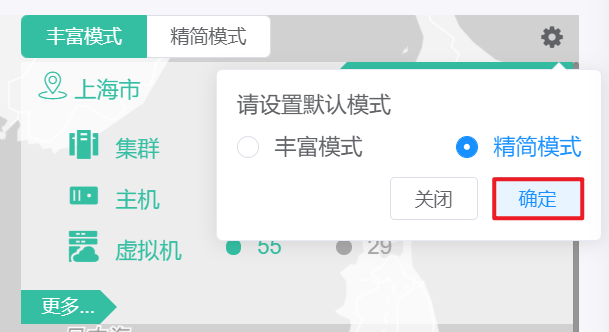 丰富模式 精简模式
上海市
请设置默认模式
丰富模式 精简模式
集群
关闭 确定
主机
虚拟机 55 29
更多...